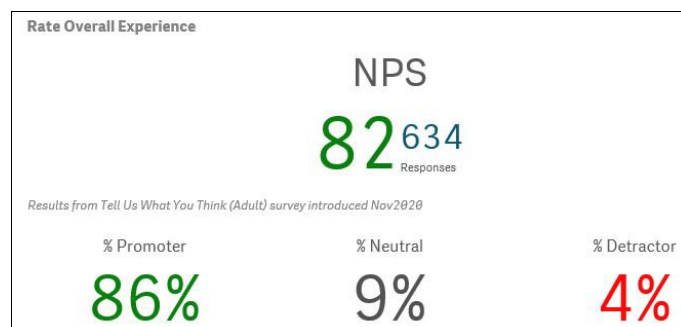 Rate Overall Experience
NPS
82 634
Responses
Results from Tell Us What You Think (Adult) survey introduced Nov2020
% Promoter % Neutral % Detractor
86% 9% 4%